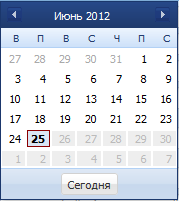 Июнь 2012
В П В С Ч П С
27 28 29 30 31 1 2
3 4 5 6 7 8 9
10 11 12 13 14 15 16
17 18 19 20 21 22 23
24 25 26 27 28 29 30
1 2 3 4 5 6 7
Сегодня